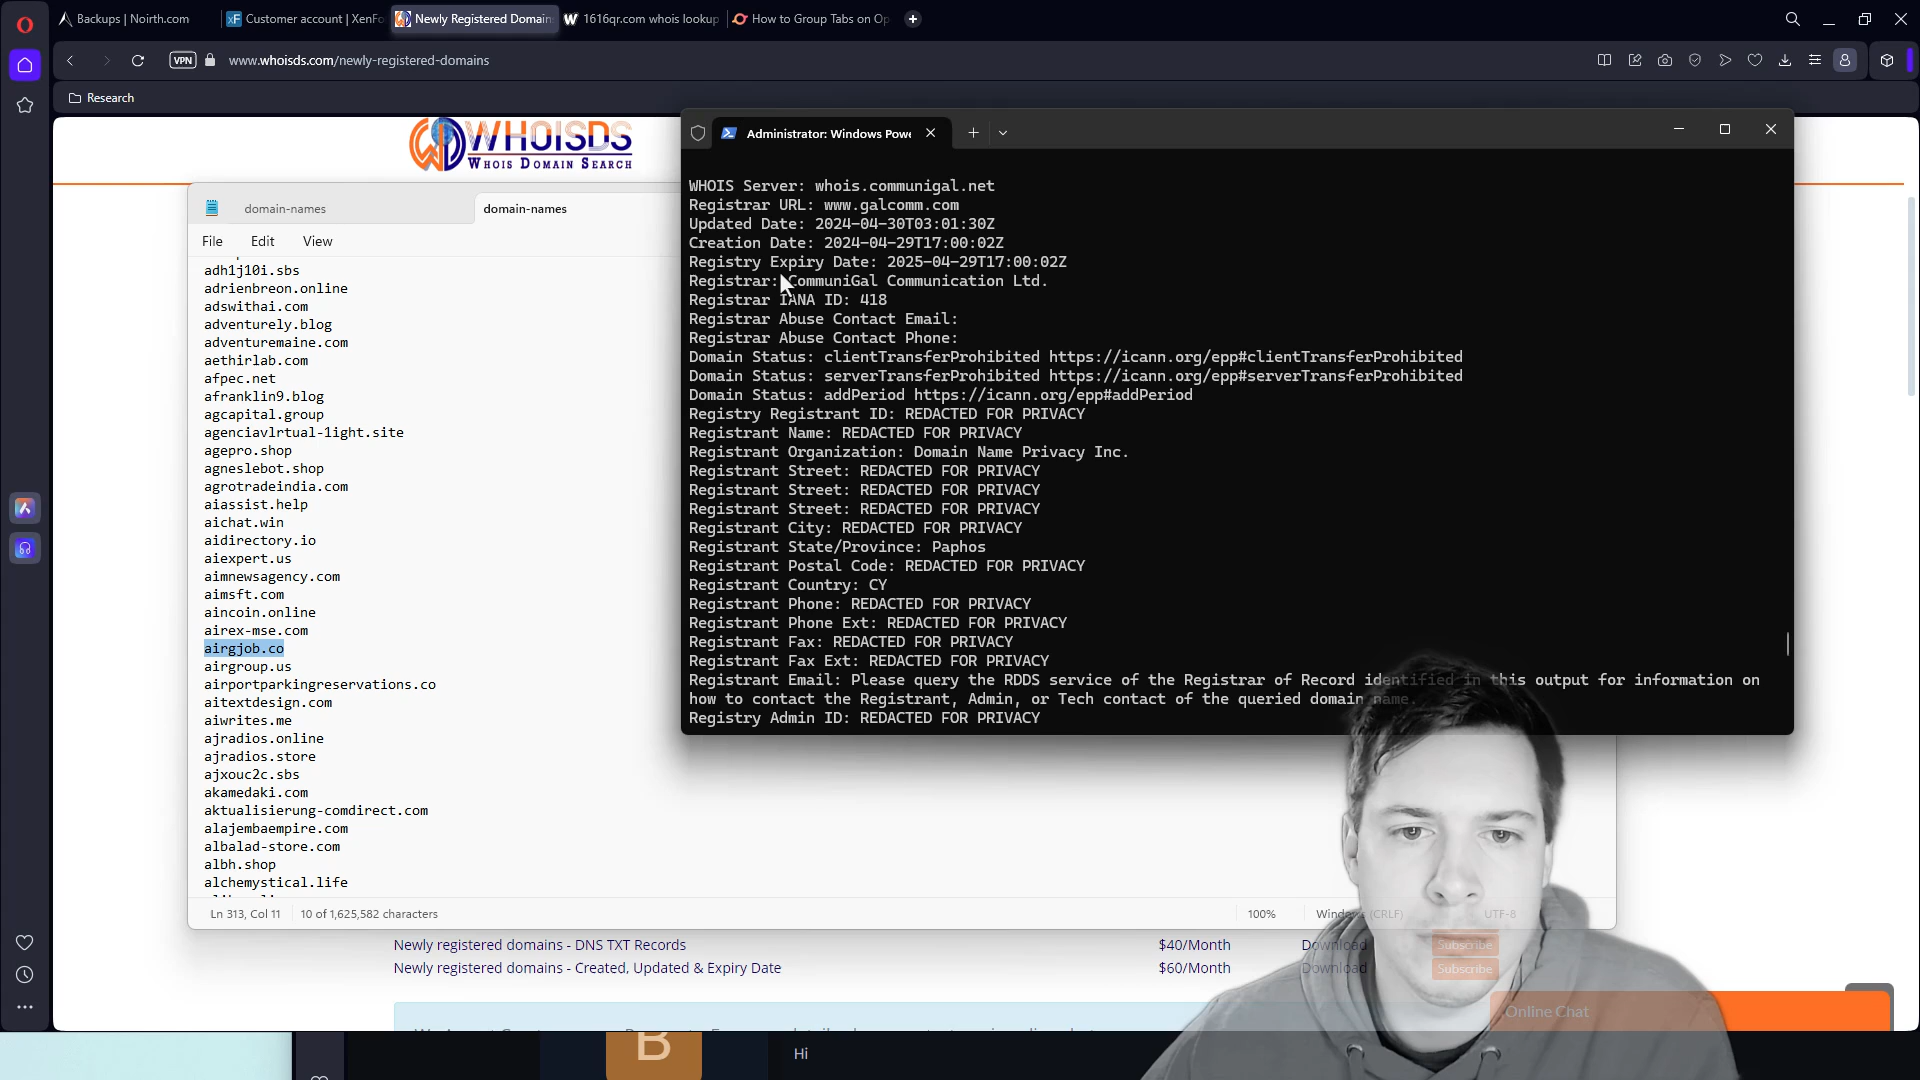 Backups | Noirth.com
Customer account | XenFo
Newly Registered Domain
1616qr.com whois lookup
How to Group Tabs on Op
VPN
www.whoisds.com/newly-registered-domains
Research
WHOISDS
WHOIS DOMAIN SEARCH
Administrator: Windows Powe
domain-names
domain-names
File Edit View
adh1j10i.sbs
adrienbreon.online
adswithai.com
adventurely.blog
adventuremaine.com
aethirlab.com
afpec.net
afranklin9.blog
agcapital.group
agenciavlrtual-1ight.site
agepro.shop
agneslebot.shop
agrotradeindia.com
aiassist.help
aichat.win
aidirectory.io
aiexpert.us
aimnewsagency.com
aimsft.com
aincoin.online
airex-mse.com
airgjob.co
airgroup.us
airportparkingreservations.co
aitextdesign.com
aiwrites.me
ajradios.online
ajradios.store
ajxouc2c.sbs
akamedaki.com
aktualisierung-comdirect.com
alajembaempire.com
albalad-store.com
albh.shop
alchemystical.life
Ln 313, Col 11 10 of 1,625,582 characters 100% Windows (CRLF) UTF-8
WHOIS Server: whois.communigal.net
Registrar URL: www.galcomm.com
Updated Date: 2024-04-30T03:01:30Z
Creation Date: 2024-04-29T17:00:02Z
Registry Expiry Date: 2025-04-29T17:00:02Z
Registrar: CommuniGal Communication Ltd.
Registrar IANA ID: 418
Registrar Abuse Contact Email:
Registrar Abuse Contact Phone:
Domain Status: clientTransferProhibited https://icann.org/epp#clientTransferProhibited
Domain Status: serverTransferProhibited https://icann.org/epp#serverTransferProhibited
Domain Status: addPeriod https://icann.org/epp#addPeriod
Registry Registrant ID: REDACTED FOR PRIVACY
Registrant Name: REDACTED FOR PRIVACY
Registrant Organization: Domain Name Privacy Inc.
Registrant Street: REDACTED FOR PRIVACY
Registrant Street: REDACTED FOR PRIVACY
Registrant Street: REDACTED FOR PRIVACY
Registrant City: REDACTED FOR PRIVACY
Registrant State/Province: Paphos
Registrant Postal Code: REDACTED FOR PRIVACY
Registrant Country: CY
Registrant Phone: REDACTED FOR PRIVACY
Registrant Phone Ext: REDACTED FOR PRIVACY
Registrant Fax: REDACTED FOR PRIVACY
Registrant Fax Ext: REDACTED FOR PRIVACY
Registrant Email: Please query the RDDS service of the Registrar of Record identified in this output for information on
how to contact the Registrant, Admin, or Tech contact of the queried domain name.
Registry Admin ID: REDACTED FOR PRIVACY
Newly registered domains - DNS TXT Records $40/Month Download Subscribe
Newly registered domains - Created, Updated & Expiry Date $60/Month Download Subscribe
Online Chat
B
Hi